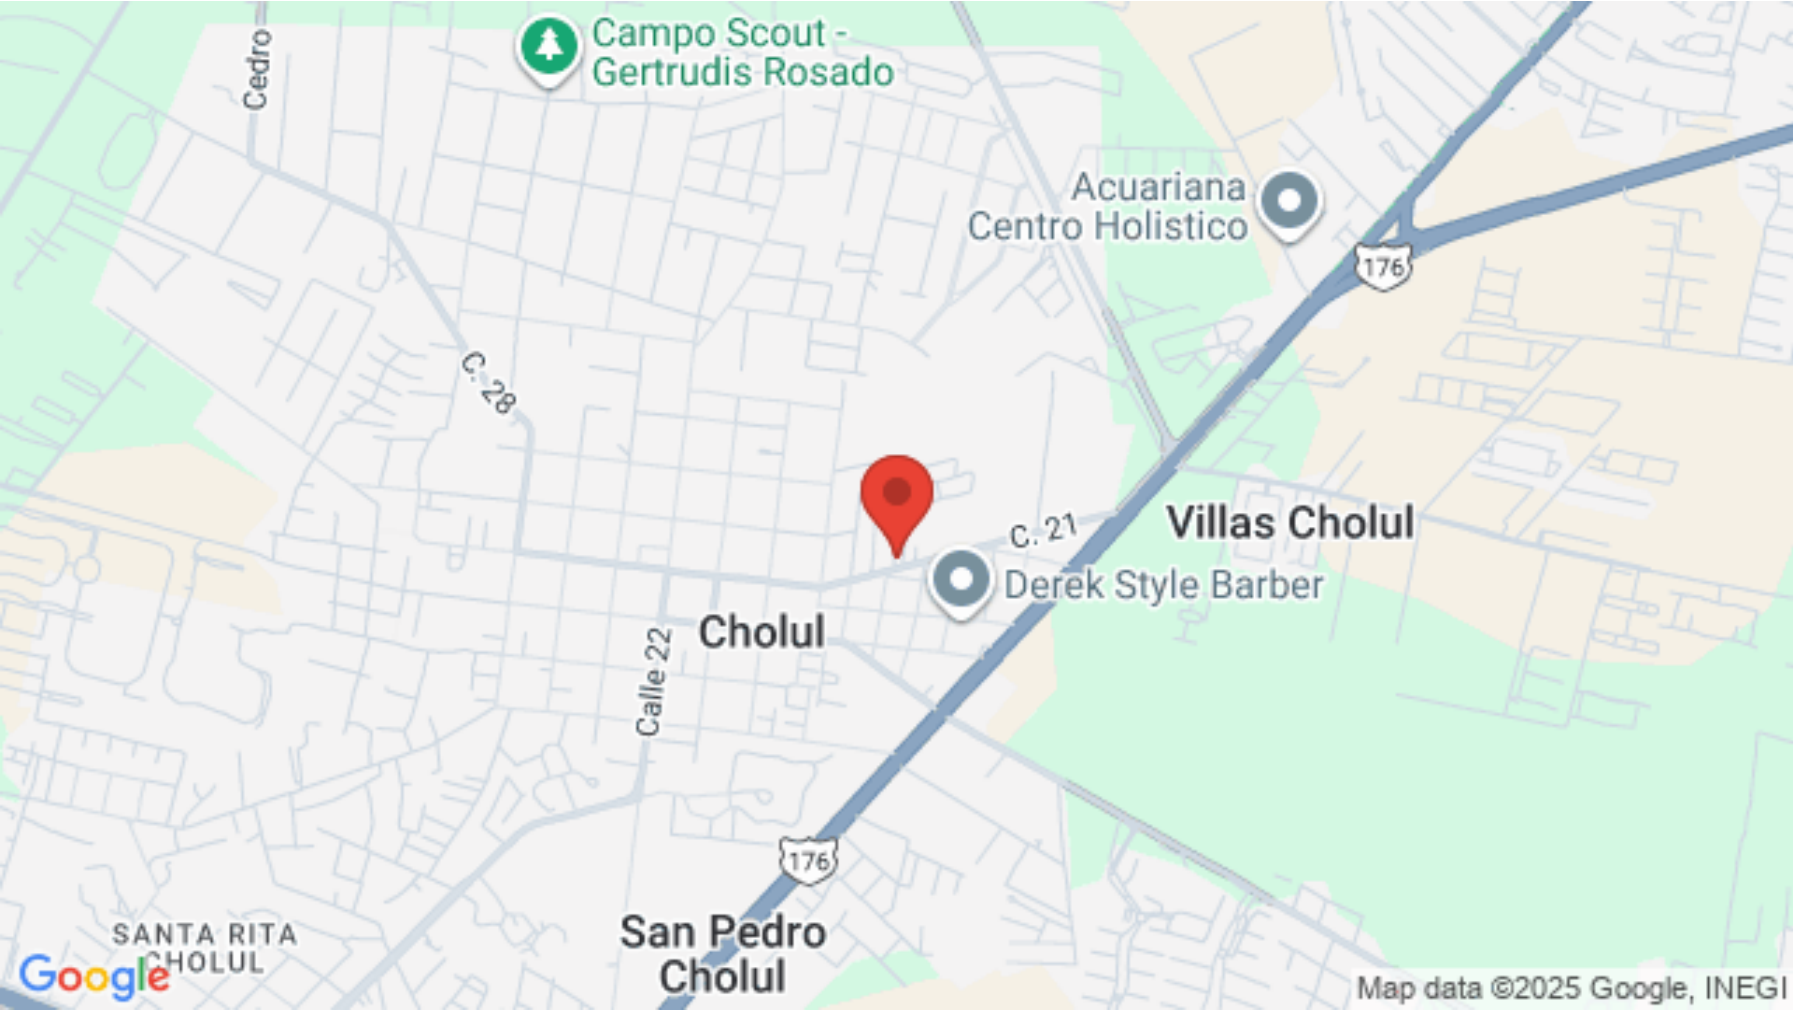 Cedro
Campo Scout -
Gertrudis Rosado
Acuariana
Centro Holistico
176
C. 28
C. 21
Villas Cholul
Derek Style Barber
Cholul
Calle 22
176
San Pedro
Cholul
SANTA RITA
CHOLUL
Google
Map data ©2025 Google, INEGI